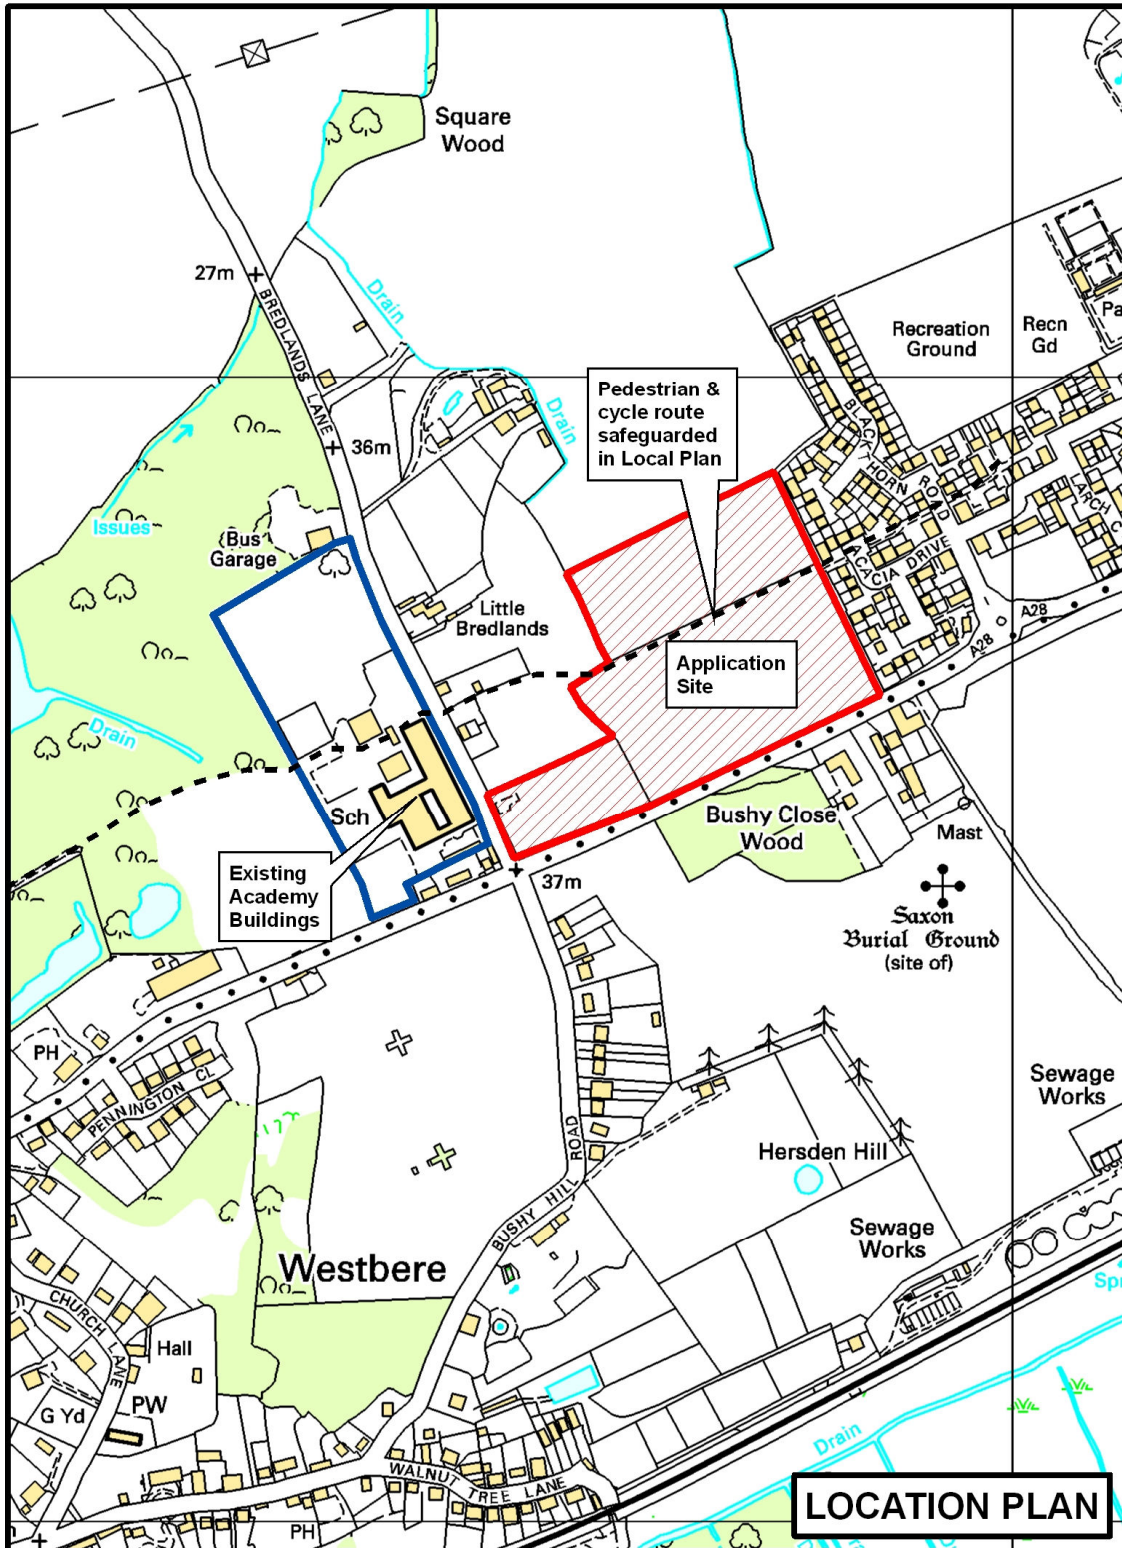 Square
Wood
27m
BREDLANDS LANE
Drain
Recreation
Ground
Recn
Gd
Pa
Pedestrian &
cycle route
safeguarded
in Local Plan
36m
Drain
BLACKTHORN ROAD
LARCH C
Issues
Bus
Garage
ACACIA DRIVE
Little
Bredlands
A28
A28
Application
Site
Drain
Sch
Bushy Close
Wood
Mast
Existing
Academy
Buildings
37m
Saxon
Burial Ground
(site of)
PH
PENNINGTON CL
Sewage
Works
BUSHY HILL ROAD
Hersden Hill
Sewage
Works
Westbere
Spr
CHURCH LANE
Hall
PW
G Yd
Drain
WALNUT
TREE LANE
PH
LOCATION PLAN